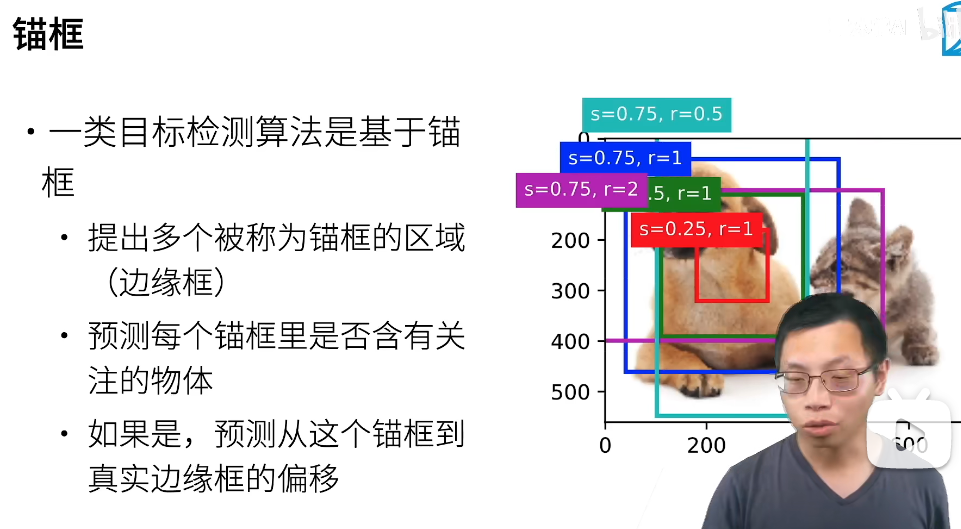 锚框
• 一类目标检测算法是基于锚
框
• 提出多个被称为锚框的区域
（边缘框）
• 预测每个锚框里是否含有关
注的物体
• 如果是，预测从这个锚框到
真实边缘框的偏移
s=0.75, r=0.5
0
s=0.75, r=1
s=0.75, r=2
.5, r=1
s=0.25, r=1
200
300
400
500
0
200
600